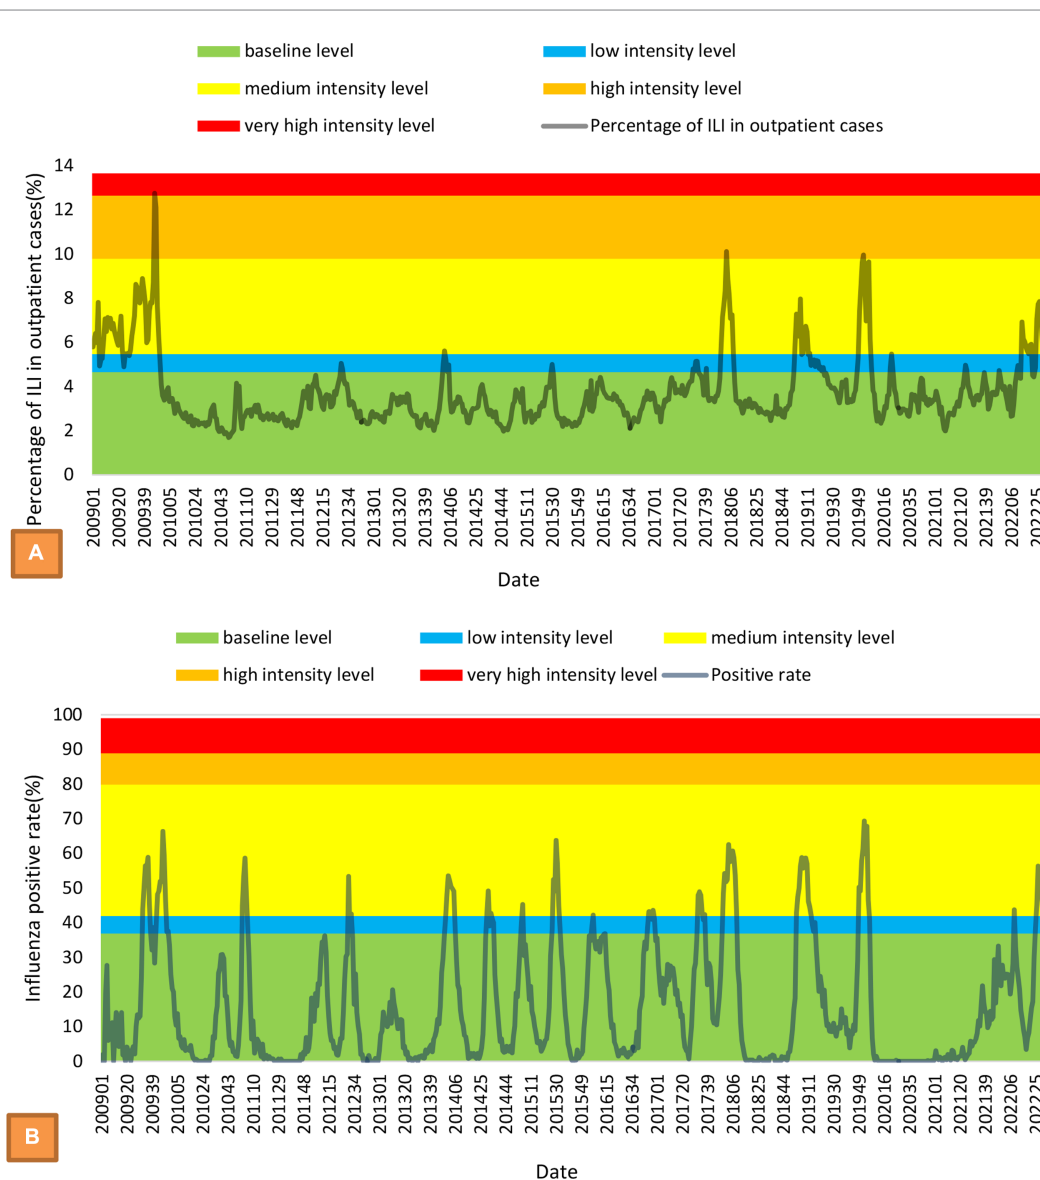 baseline level
low intensity level
medium intensity level
high intensity level
very high intensity level
Percentage of ILI in outpatient cases
Percentage of ILI in outpatient cases(%)
14
12
10
8
6
4
2
0
200901 200920 200939 201005 201024 201043 201110 201129 201148 201215 201234 201301 201320 201339 201406 201425 201444 201511 201530 201549 201615 201634 201701 201720 201739 201806 201825 201844 201911 201930 201949 202016 202035 202101 202120 202139 202206 202225
Date
A
baseline level
low intensity level
medium intensity level
high intensity level
very high intensity level
Positive rate
Influenza positive rate(%)
100
90
80
70
60
50
40
30
20
10
0
200901 200920 200939 201005 201024 201043 201110 201129 201148 201215 201234 201301 201320 201339 201406 201425 201444 201511 201530 201549 201615 201634 201701 201720 201739 201806 201825 201844 201911 201930 201949 202016 202035 202101 202120 202139 202206 202225
Date
B